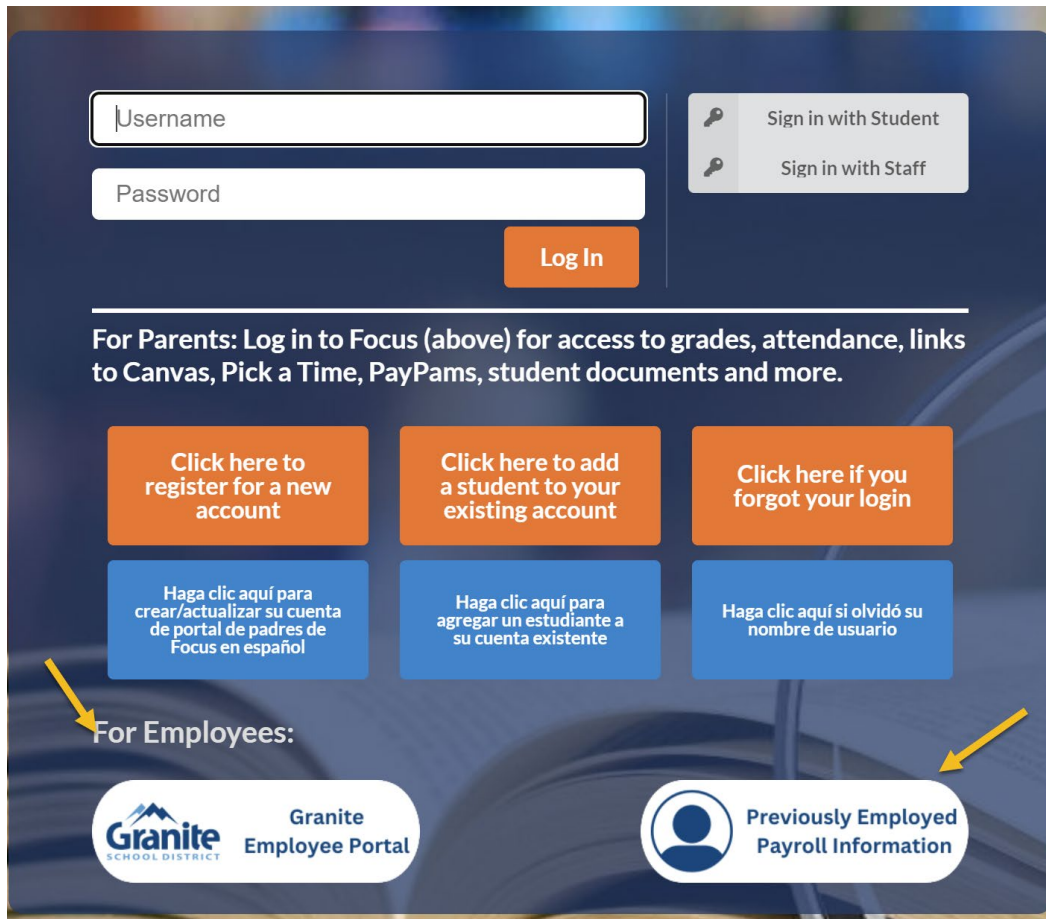 Username
Sign in with Student
Sign in with Staff
Password
Log In
For Parents: Log in to Focus (above) for access to grades, attendance, links
to Canvas, Pick a Time, PayPams, student documents and more.
Click here to
register for a new
account
Click here to add
a student to your
existing account
Click here if you
forgot your login
Haga clic aquí para
crear/actualizar su cuenta
de portal de padres de
Focus en español
Haga clic aquí para
agregar un estudiante a
su cuenta existente
Haga clic aquí si olvidó su
nombre de usuario
For Employees:
Granite
SCHOOL DISTRICT
Granite
Employee Portal
Previously Employed
Payroll Information